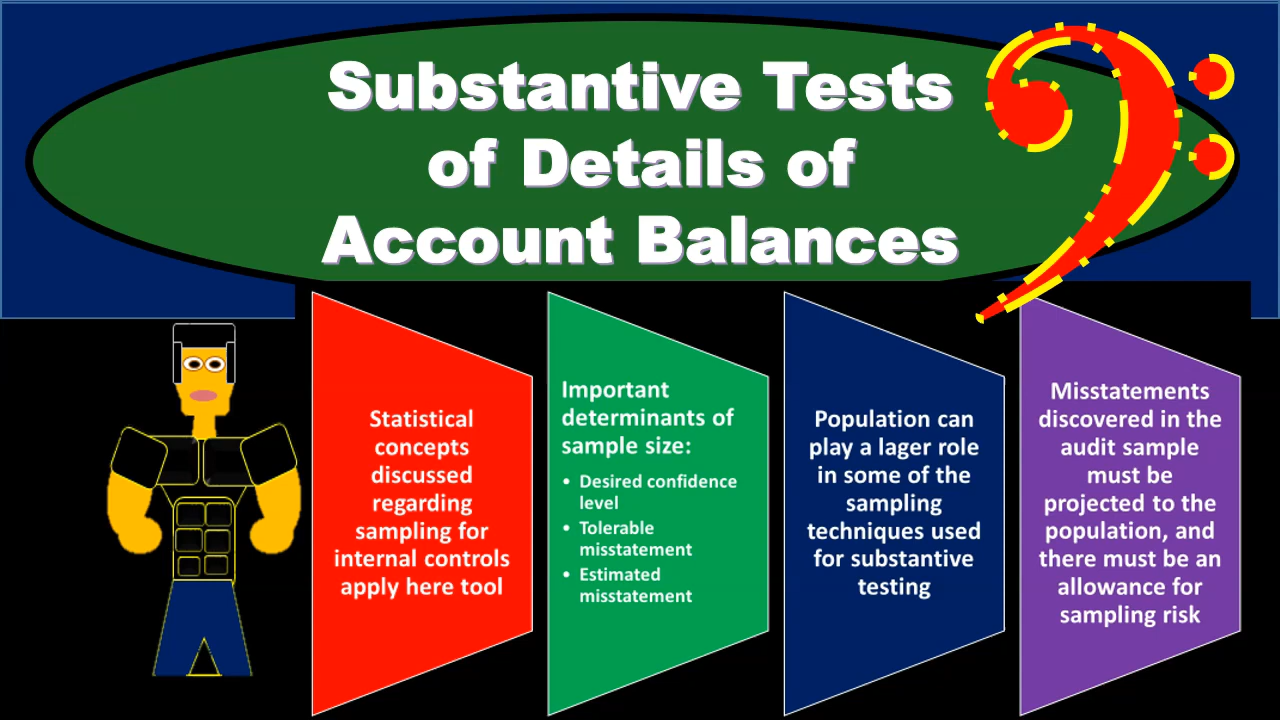 Substantive Tests
of Details of
Account Balances
Statistical
concepts
discussed
regarding
sampling for
internal controls
apply here tool
Important
determinants of
sample size:
• Desired confidence
level
• Tolerable
misstatement
• Estimated
misstatement
Population can
play a lager role
in some of the
sampling
techniques used
for substantive
testing
Misstatements
discovered in the
audit sample
must be
projected to the
population, and
there must be an
allowance for
sampling risk